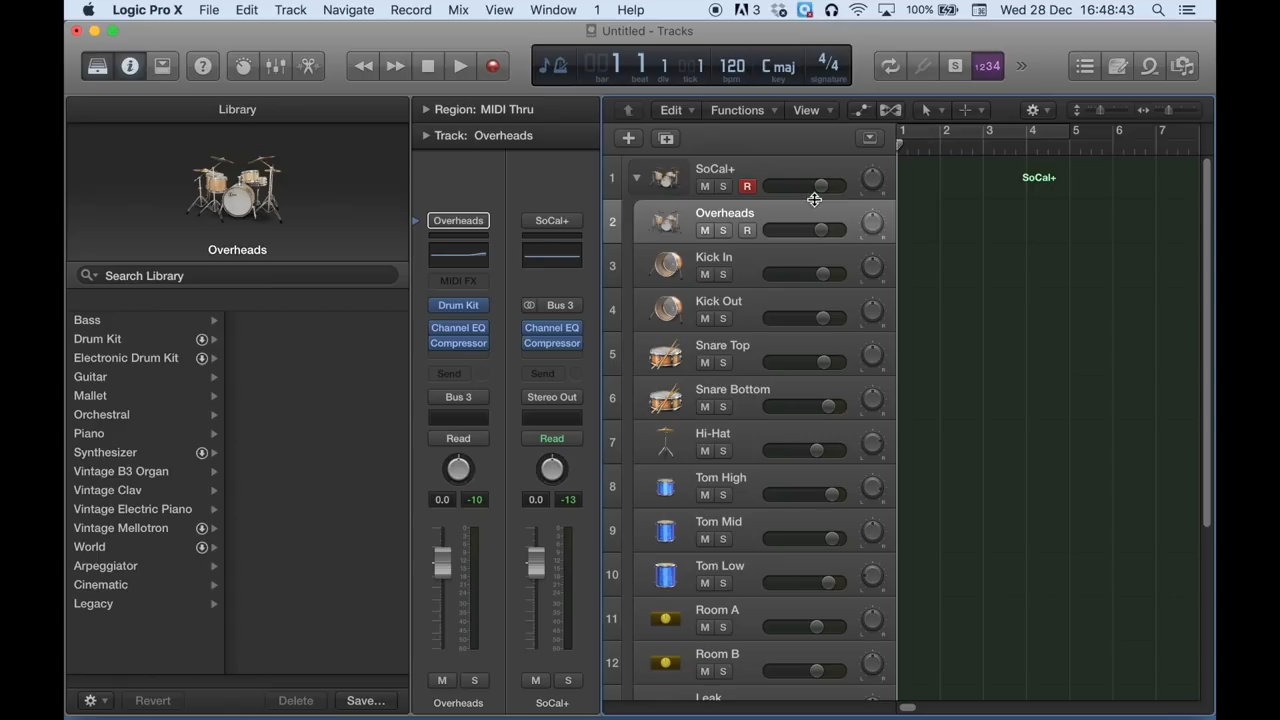 Logic Pro X File Edit Track Navigate Record Mix View Window 1 Help 3 100% Wed 28 Dec 16:48:43
Untitled - Tracks
001 1 1 001 120 C maj 4/4
bar beat div tick bpm key signature
? S 1234
Library
Overheads
Search Library
Bass
Drum Kit
Electronic Drum Kit
Guitar
Mallet
Orchestral
Piano
Synthesizer
Vintage B3 Organ
Vintage Clav
Vintage Electric Piano
Vintage Mellotron
World
Arpeggiator
Cinematic
Legacy
Revert Delete Save...
Region: MIDI Thru
Track: Overheads
Overheads SoCal+
MIDI FX
Drum Kit Bus 3
Channel EQ Channel EQ
Compressor Compressor
Send Send
Bus 3 Stereo Out
Read Read
0.0 -10 0.0 -13
M S M S
Overheads SoCal+
Edit Functions View
1 2 3 4 5 6 7
1 SoCal+
M S R
SoCal+
2 Overheads
M S R
3 Kick In
M S
4 Kick Out
M S
5 Snare Top
M S
6 Snare Bottom
M S
7 Hi-Hat
M S
8 Tom High
M S
9 Tom Mid
M S
10 Tom Low
M S
11 Room A
M S
12 Room B
M S
Leak